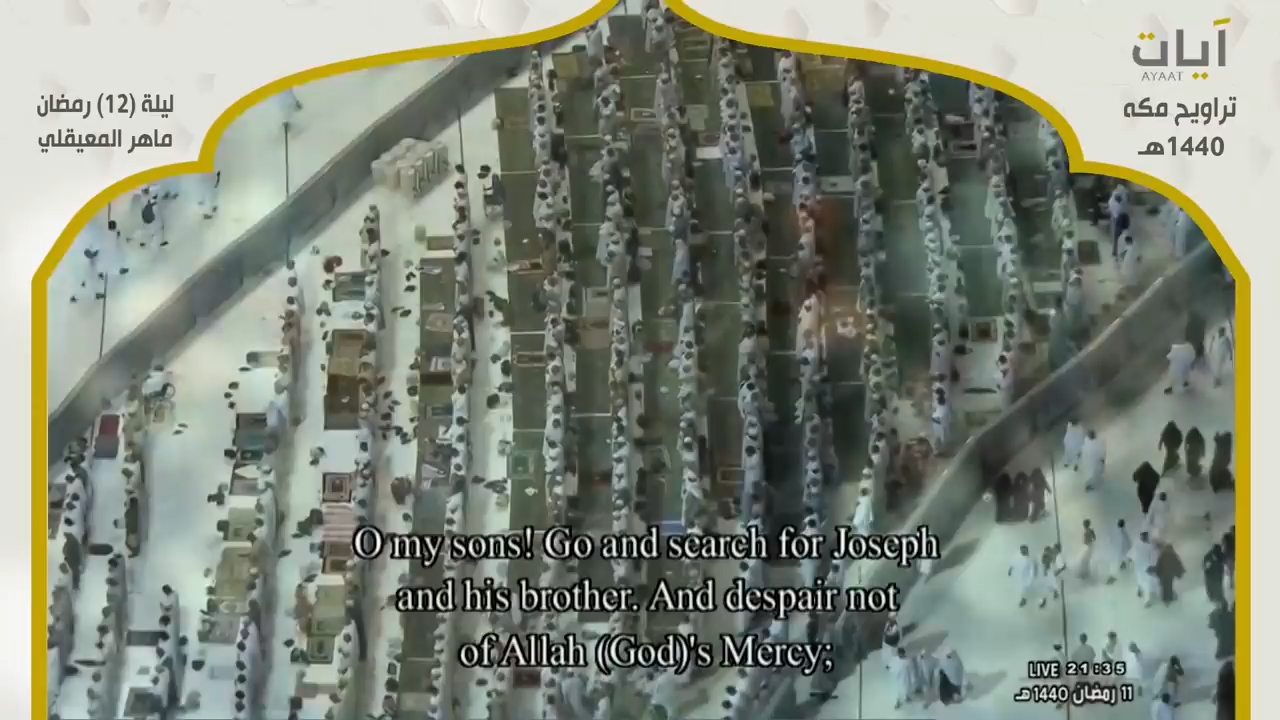 آيات
AYAAT
تراويح مكه
1440هـ
ليلة (12) رمضان
ماهر المعيقلي
O my sons! Go and search for Joseph
and his brother. And despair not
of Allah (God)'s Mercy;
LIVE 21:35
11 رمضان 1440هـ